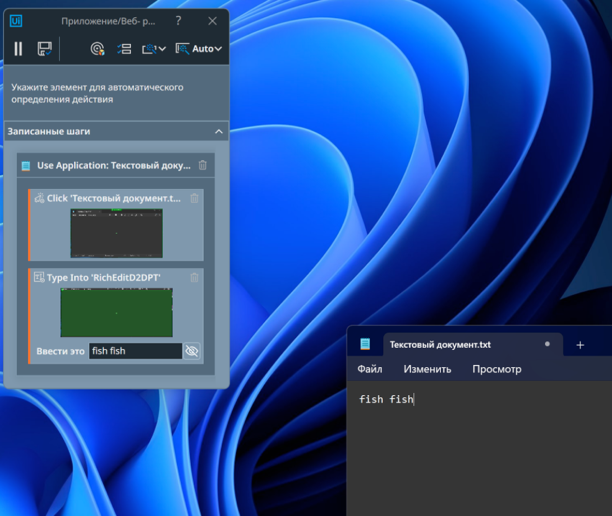 Ui Приложение/Веб- р... ?
Auto
Укажите элемент для автоматического
определения действия
Записанные шаги
Use Application: Текстовый доку...
Click 'Текстовый документ.t...
Type Into 'RichEditD2DPT'
Ввести это fish fish
Текстовый документ.txt
Файл Изменить Просмотр
fish fish